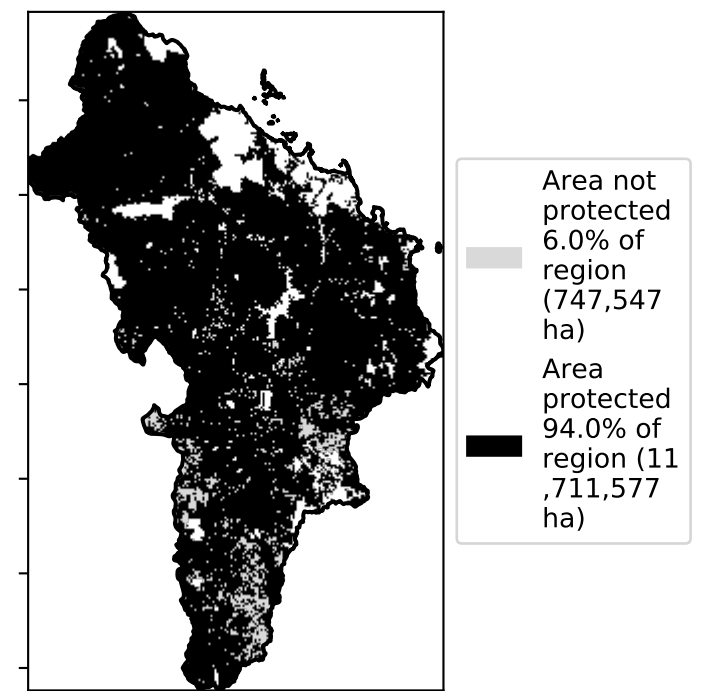 Area not
protected
6.0% of
region
(747,547
ha)
Area
protected
94.0% of
region (11
,711,577
ha)